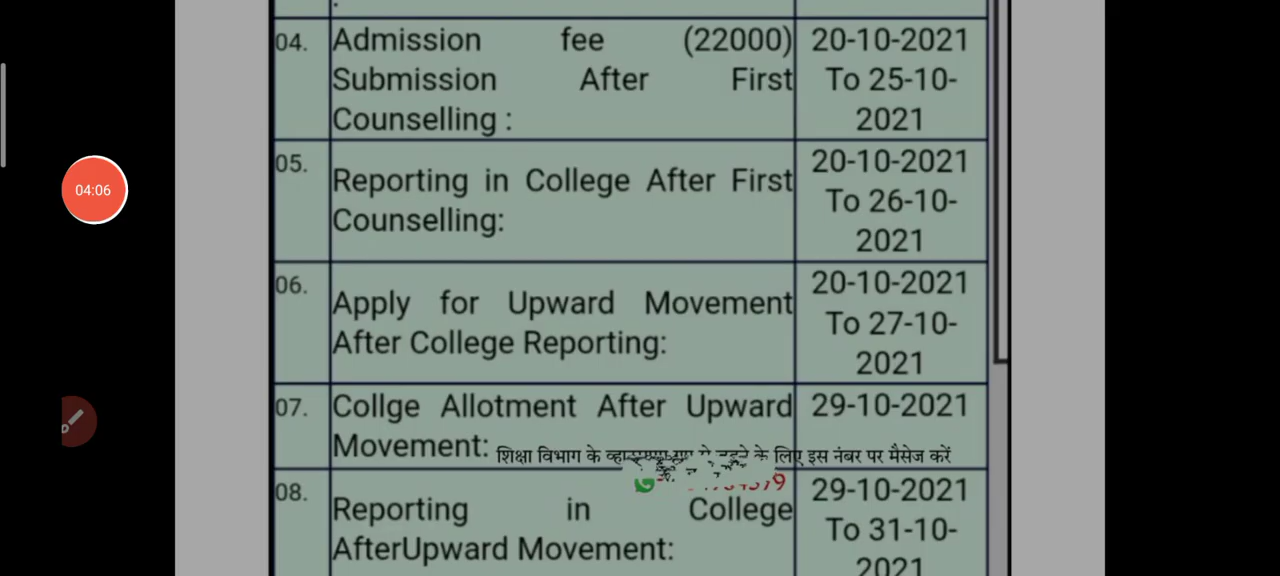 04.
Admission fee (22000)
Submission After First
Counselling :
20-10-2021
To 25-10-
2021
05.
Reporting in College After First
Counselling:
20-10-2021
To 26-10-
2021
04:06
06.
Apply for Upward Movement
After College Reporting:
20-10-2021
To 27-10-
2021
07.
Collge Allotment After Upward
Movement:
29-10-2021
शिक्षा विभाग के के लिए इस नंबर पर मैसेज करें
08.
Reporting in College
AfterUpward Movement:
29-10-2021
To 31-10-
2021